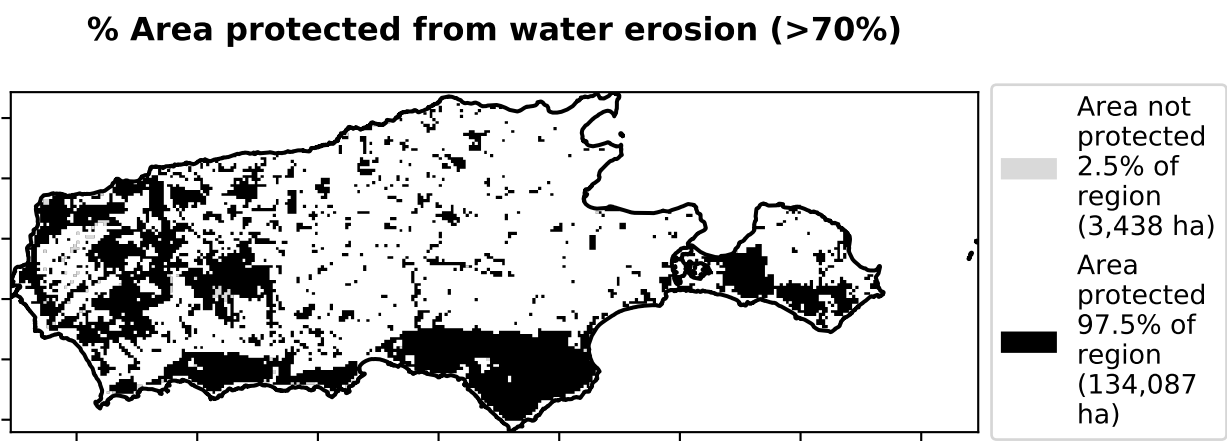 % Area protected from water erosion (>70%)
Area not
protected
2.5% of
region
(3,438 ha)
Area
protected
97.5% of
region
(134,087
ha)